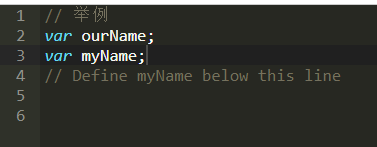 1 // 举例
2 var ourName;
3 var myName;
4 // Define myName below this line
5
6